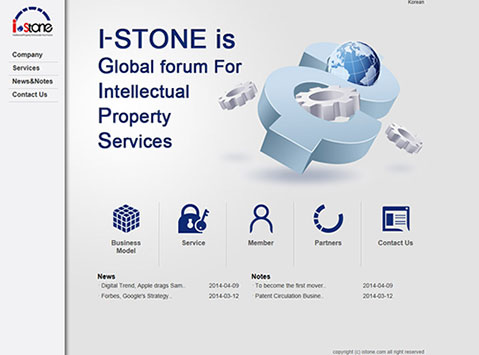 Korean
i-stone
Company
Services
News&Notes
Contact Us
I-STONE is
Global forum For
Intellectual
Property
Services
Business
Model
Service
Member
Partners
Contact Us
News
Digital Trend, Apple drags Sam.. 2014-04-09
Forbes, Google's Strategy.. 2014-03-12
Notes
To become the first mover.. 2014-04-09
Patent Circulation Busine.. 2014-03-12
copyright (c) istone.com all right reserved